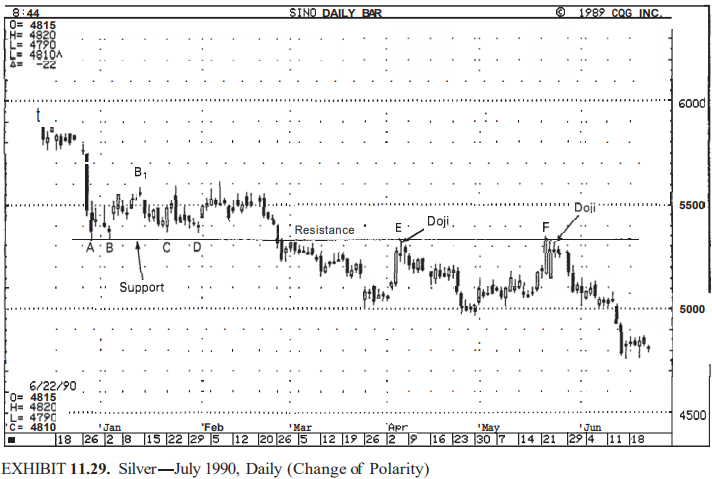 8:44 SINO DAILY BAR © 1989 CQG INC.
O= 4815
H= 4820
L= 4790
L= 4810A
Δ= -22
t
6000
B1
5500
E Doji
F Doji
Resistance
A B C D
Support
5000
6/22/90
O= 4815
H= 4820
L= 4790
C= 4810
4500
Jan Feb Mar Apr May Jun
18 26 2 8 15 22 29 5 12 20 26 5 12 19 26 2 9 16 23 30 7 14 21 29 4 11 18
EXHIBIT 11.29. Silver—July 1990, Daily (Change of Polarity)